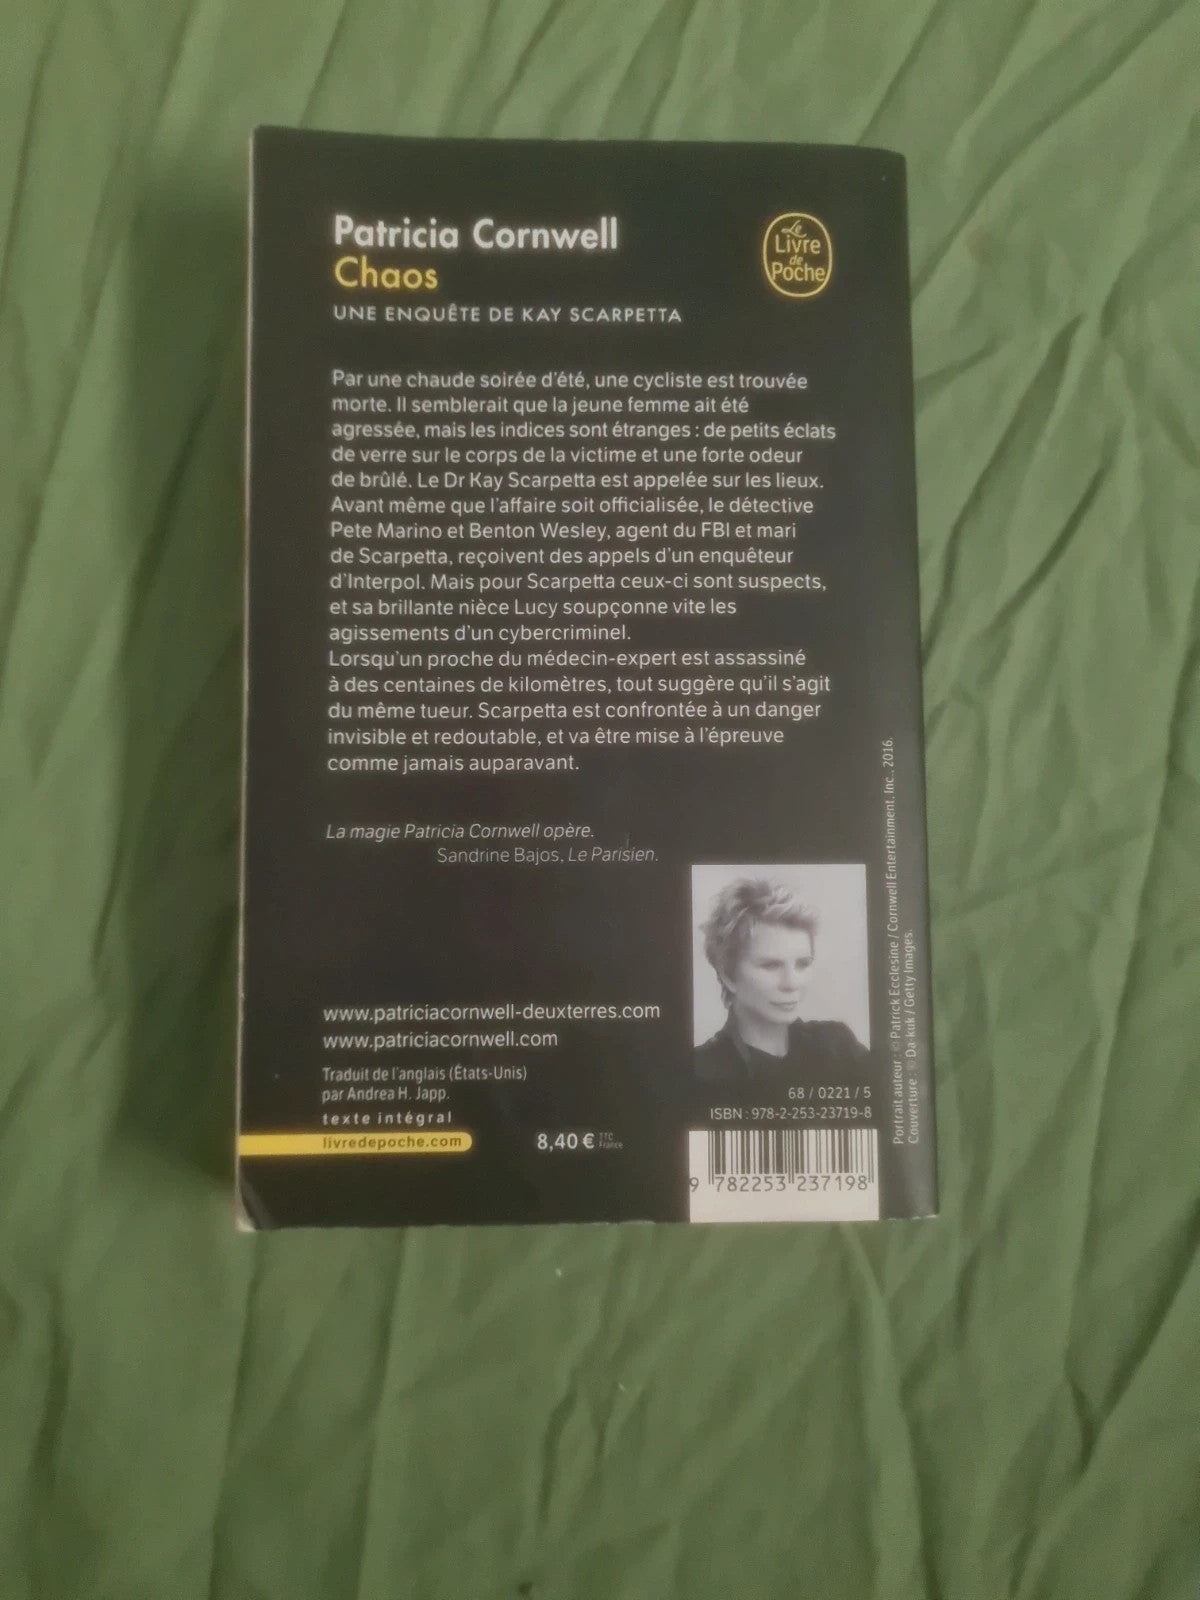 Patricia Cornwell
Chaos
UNE ENQUÊTE DE KAY SCARPETTA
Le
Livre
de
Poche
Par une chaude soirée d'été, une cycliste est trouvée
morte. Il semblerait que la jeune femme ait été
agressée, mais les indices sont étranges : de petits éclats
de verre sur le corps de la victime et une forte odeur
de brûlé. Le Dr Kay Scarpetta est appelée sur les lieux.
Avant même que l'affaire soit officialisée, le détective
Pete Marino et Benton Wesley, agent du FBI et mari
de Scarpetta, reçoivent des appels d'un enquêteur
d'Interpol. Mais pour Scarpetta ceux-ci sont suspects,
et sa brillante nièce Lucy soupçonne vite les
agissements d'un cybercriminel.
Lorsqu'un proche du médecin-expert est assassiné
à des centaines de kilomètres, tout suggère qu'il s'agit
du même tueur. Scarpetta est confrontée à un danger
invisible et redoutable, et va être mise à l'épreuve
comme jamais auparavant.
La magie Patricia Cornwell opère.
Sandrine Bajos, Le Parisien.
www.patriciacornwell-deuxterres.com
www.patriciacornwell.com
Traduit de l'anglais (États-Unis)
par Andrea H. Japp.
texte intégral
livredepoche.com
8,40 € TTC
France
68 / 0221 / 5
ISBN : 978-2-253-23719-8
9 782253 237198
Portrait auteur : © Patrick Ecclesine / Cornwell Entertainment, Inc., 2016.
Couverture : © Da-kuk / Getty Images.